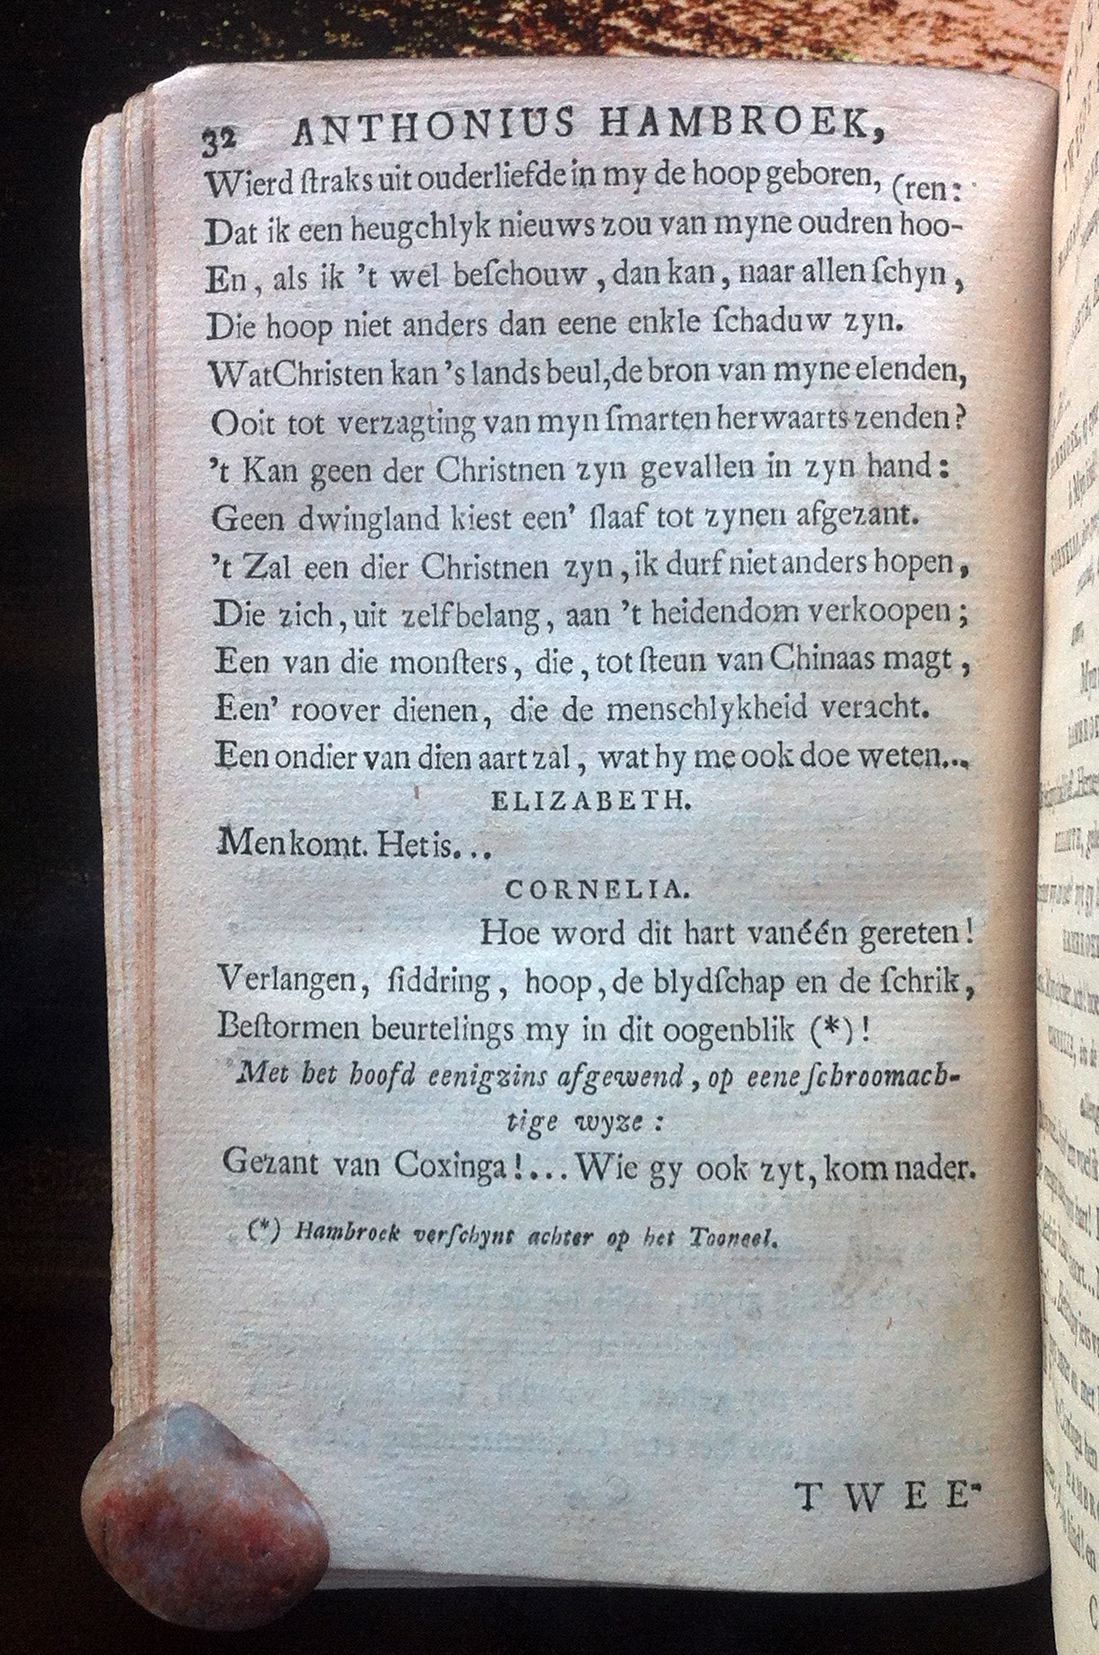 32 ANTHONIUS HAMBROEK,
Wierd ſtraks uit ouderliefde in my de hoop geboren, (ren:
Dat ik een heugchlyk nieuws zou van myne oudren hoo-
En, als ik 't wel beſchouw, dan kan, naar allen ſchyn,
Die hoop niet anders dan eene enkle ſchaduw zyn.
Wat Christen kan 's lands beul, de bron van myne elenden,
Ooit tot verzagting van myn ſmarten herwaarts zenden?
't Kan geen der Christnen zyn gevallen in zyn hand:
Geen dwingland kiest een' ſlaaf tot zynen afgezant.
't Zal een dier Christnen zyn, ik durf niet anders hopen,
Die zich, uit zelfbelang, aan 't heidendom verkoopen;
Een van die monſters, die, tot ſteun van Chinaas magt,
Een' roover dienen, die de menschlykheid veracht.
Een ondier van dien aart zal, wat hy me ook doe weten...
ELIZABETH.
Men komt. Het is...
CORNELIA.
Hoe word dit hart vanéén gereten!
Verlangen, ſiddring, hoop, de blydſchap en de ſchrik,
Beſtormen beurtelings my in dit oogenblik (*)!
Met het hoofd eenigzins afgewend, op eene ſchroomach-
tige wyze:
Gezant van Coxinga!... Wie gy ook zyt, kom nader.
(*) Hambroek verſchynt achter op het Tooneel.
TWEE-